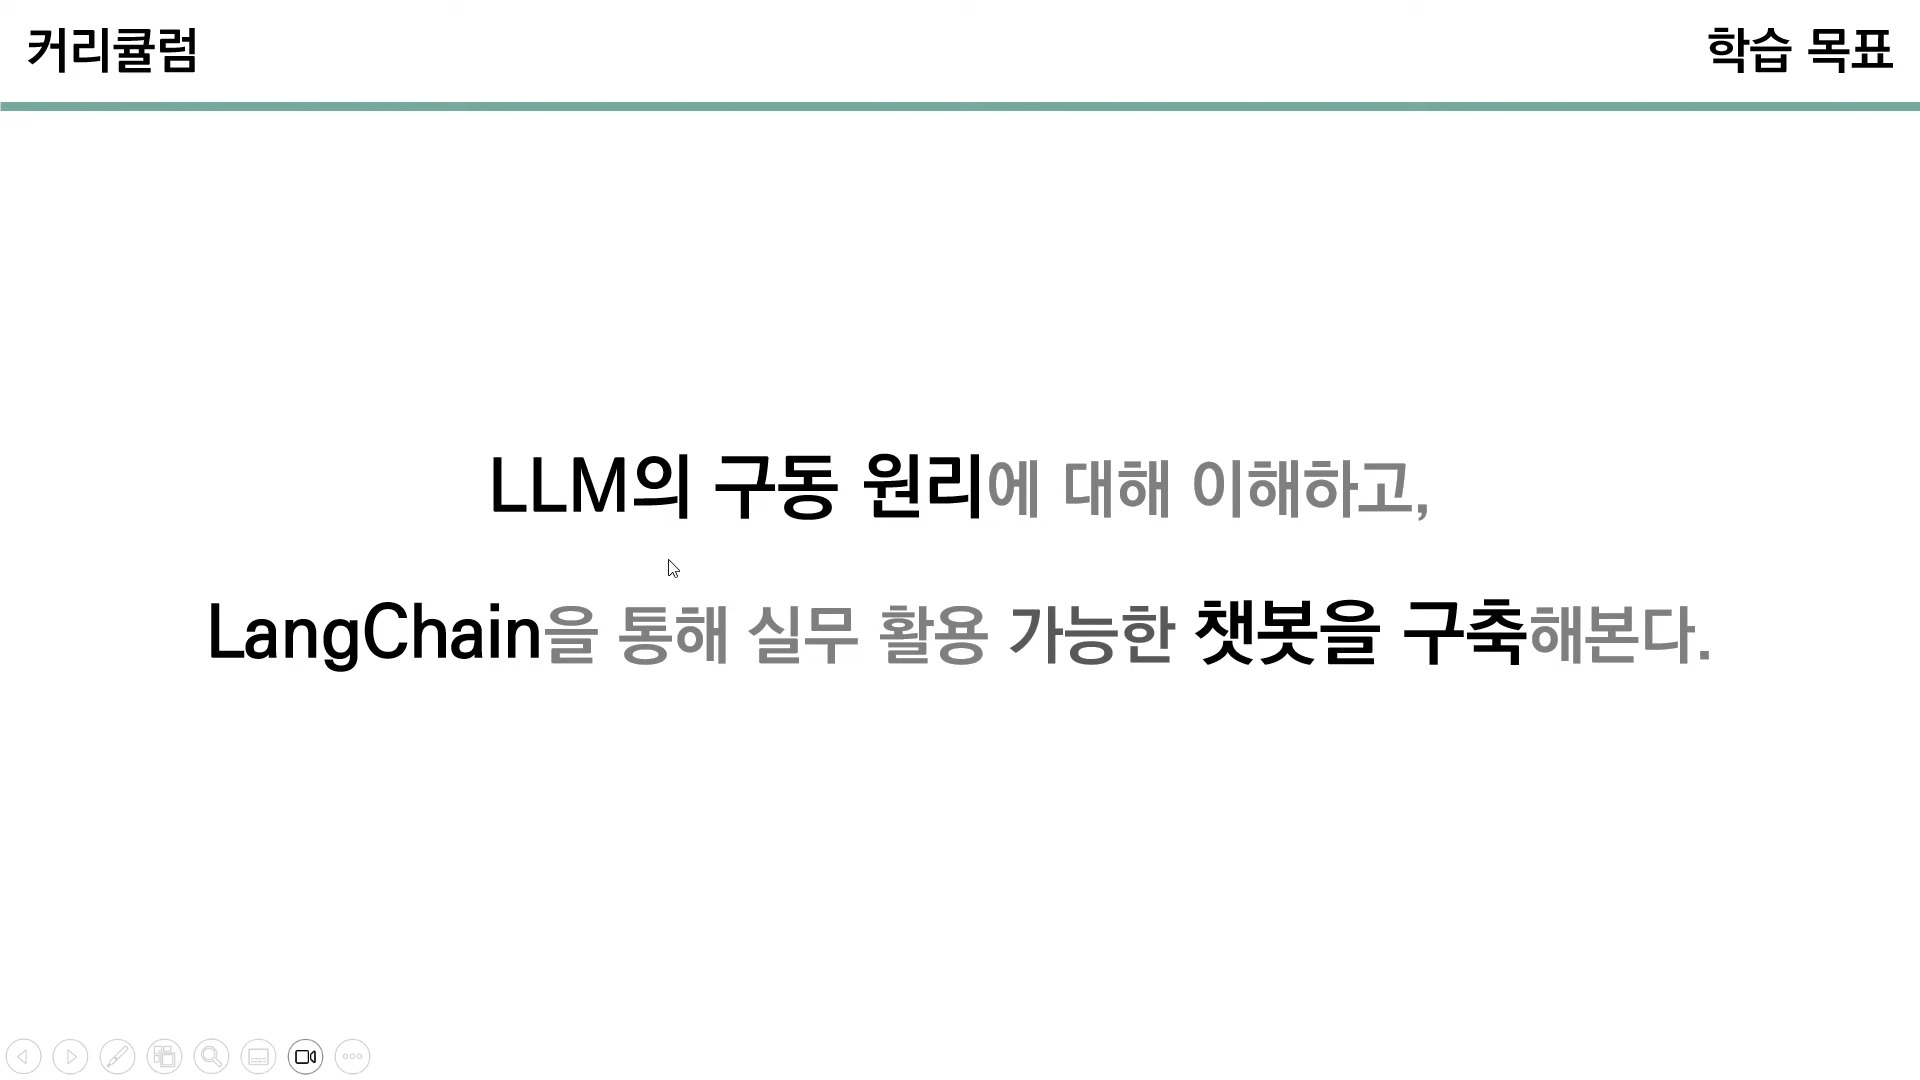 커리큘럼
학습 목표
LLM의 구동 원리에 대해 이해하고,
LangChain을 통해 실무 활용 가능한 챗봇을 구축해본다.